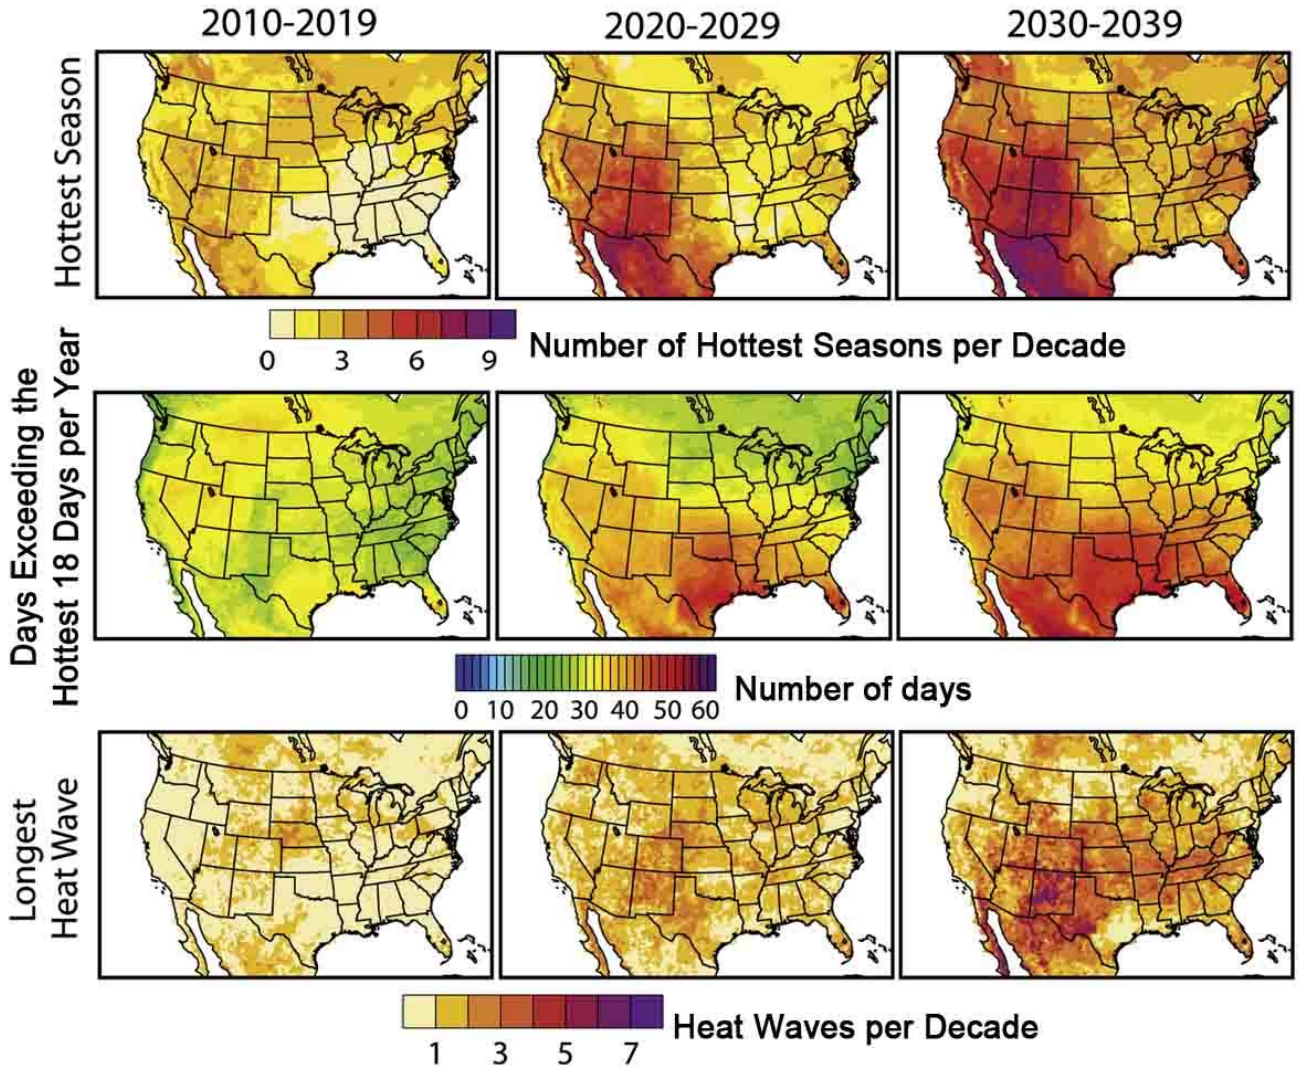 2010-2019
2020-2029
2030-2039
Hottest Season
0
3
6
9
Number of Hottest Seasons per Decade
Days Exceeding the
Hottest 18 Days per Year
0
10
20
30
40
50
60
Number of days
Longest
Heat Wave
1
3
5
7
Heat Waves per Decade